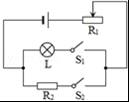 R₁
L S₁
R₂ S₂